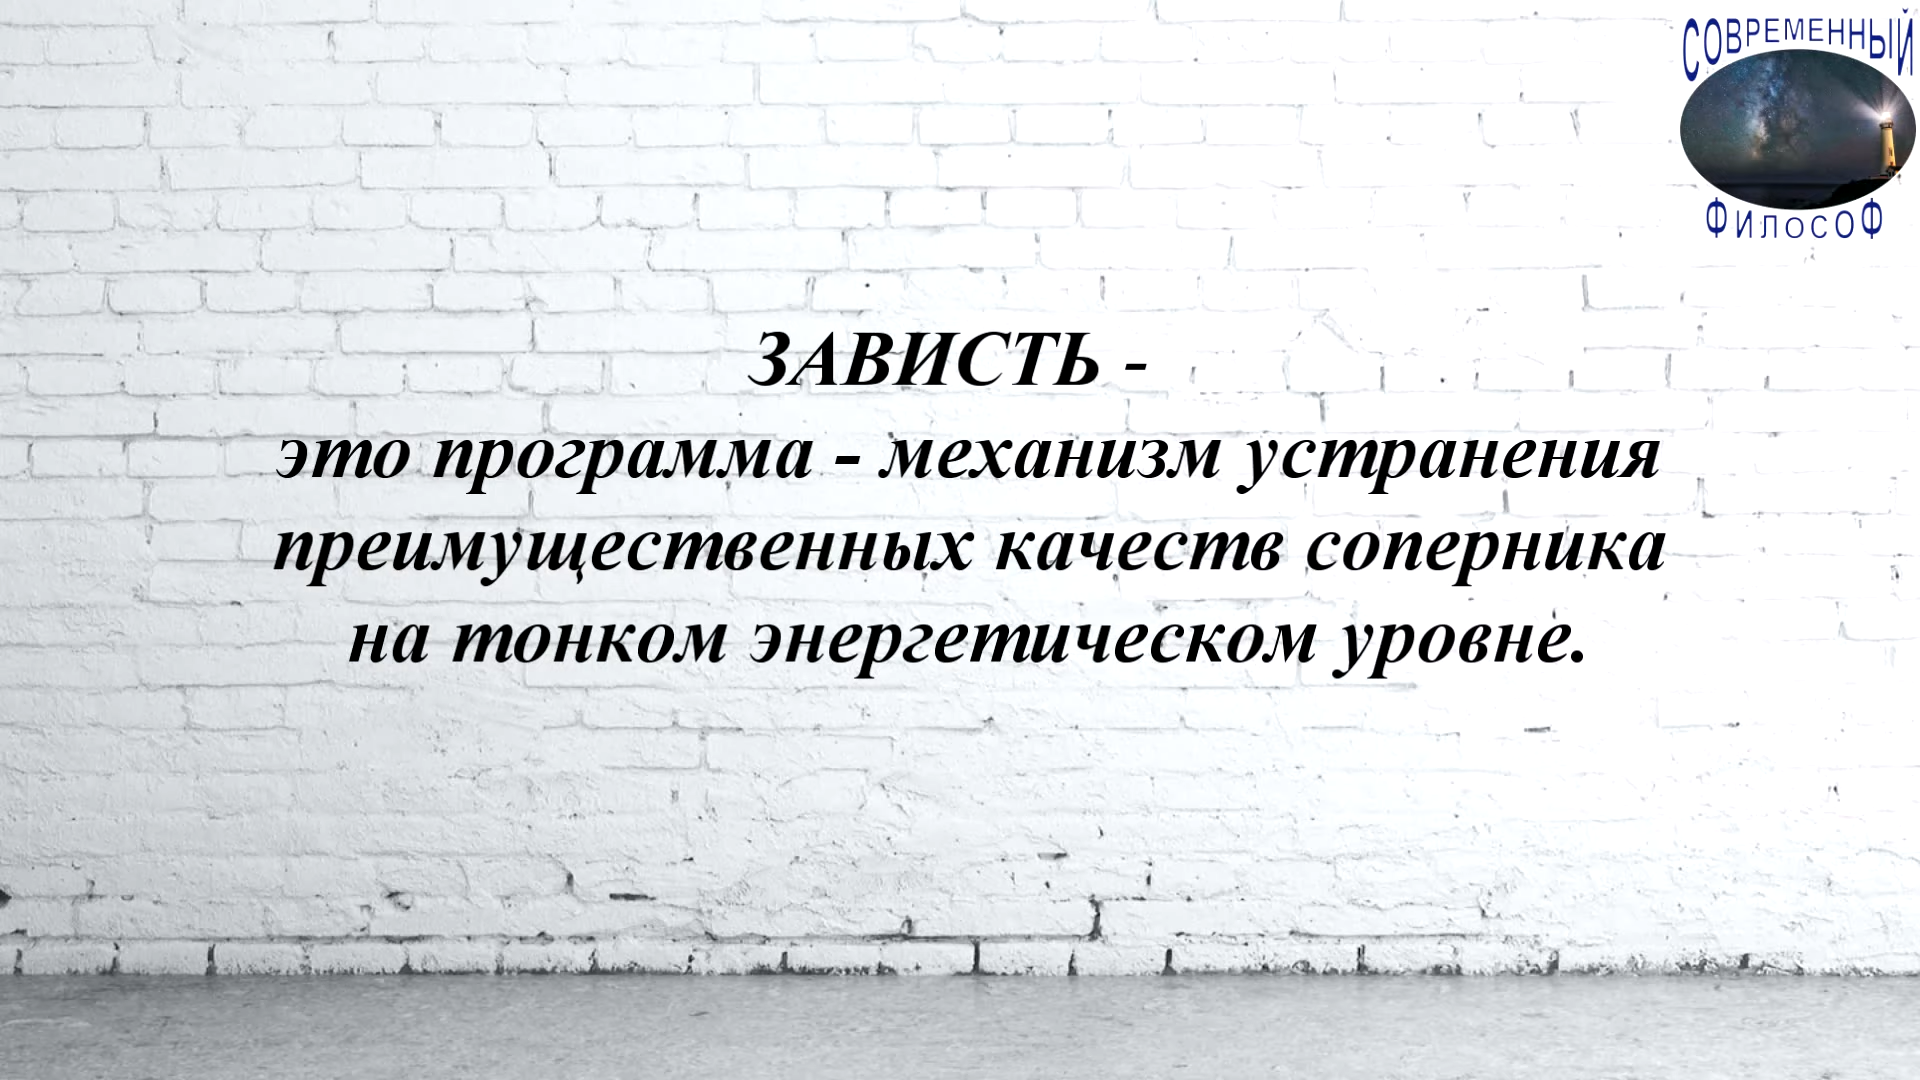 СОВРЕМЕННЫЙ
ФИЛОСОФ
ЗАВИСТЬ -
это программа - механизм устранения
преимущественных качеств соперника
на тонком энергетическом уровне.